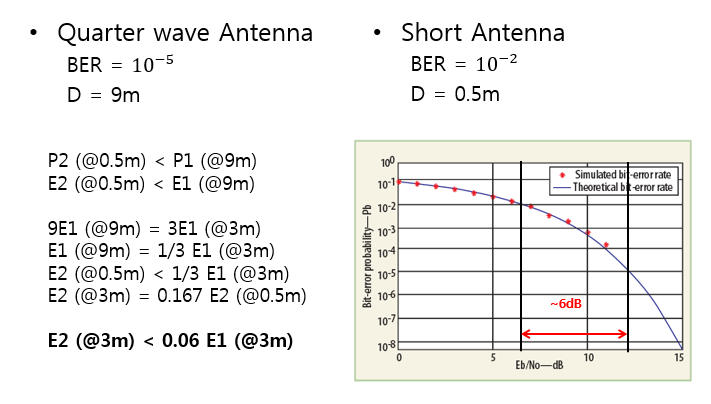 • Quarter wave Antenna
BER = 10⁻⁵
D = 9m
• Short Antenna
BER = 10⁻²
D = 0.5m
P2 (@0.5m) < P1 (@9m)
E2 (@0.5m) < E1 (@9m)
9E1 (@9m) = 3E1 (@3m)
E1 (@9m) = 1/3 E1 (@3m)
E2 (@0.5m) < 1/3 E1 (@3m)
E2 (@3m) = 0.167 E2 (@0.5m)
E2 (@3m) < 0.06 E1 (@3m)
Simulated bit-error rate
Theoretical bit-error rate
Bit-error probability—Pb
10⁰
10⁻¹
10⁻²
10⁻³
10⁻⁴
10⁻⁵
10⁻⁶
10⁻⁷
10⁻⁸
~6dB
0 5 10 15
Eb/No—dB